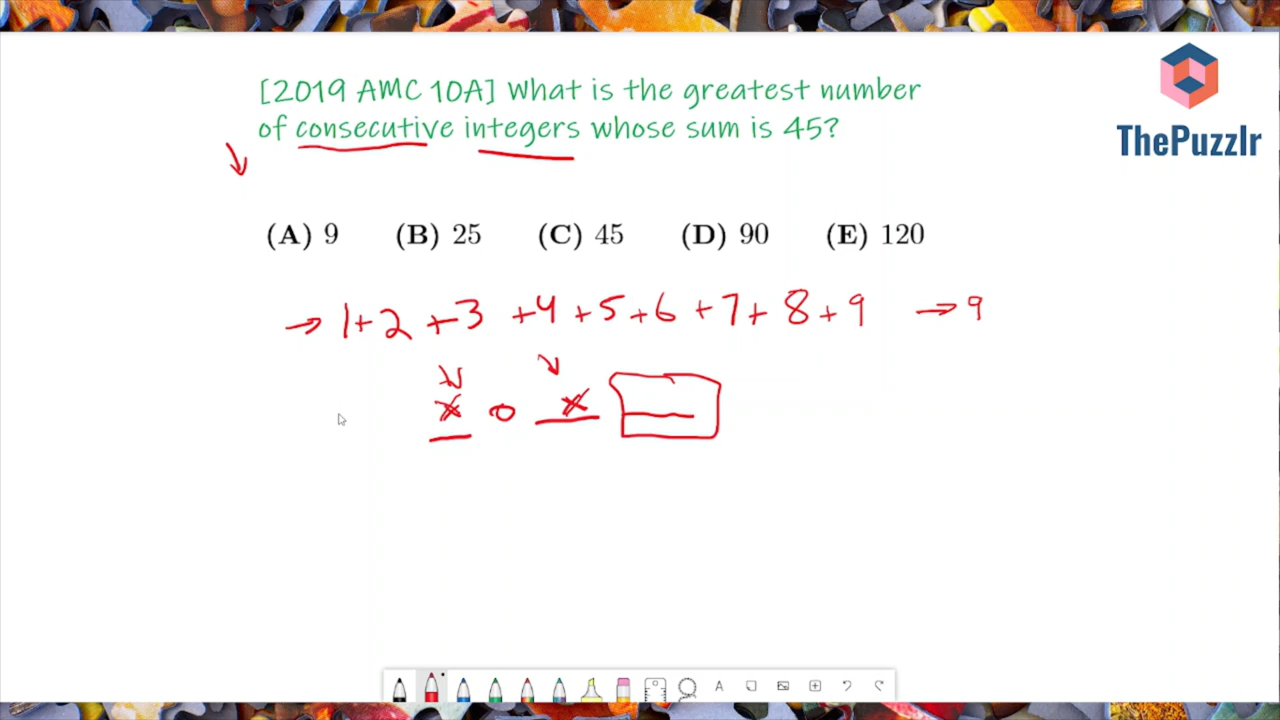 [2019 AMC 10A] What is the greatest number
of consecutive integers whose sum is 45?
ThePuzzlr
(A) 9 (B) 25 (C) 45 (D) 90 (E) 120
→ 1+2+3+4+5+6+7+8+9 → 9
x 0 x
A